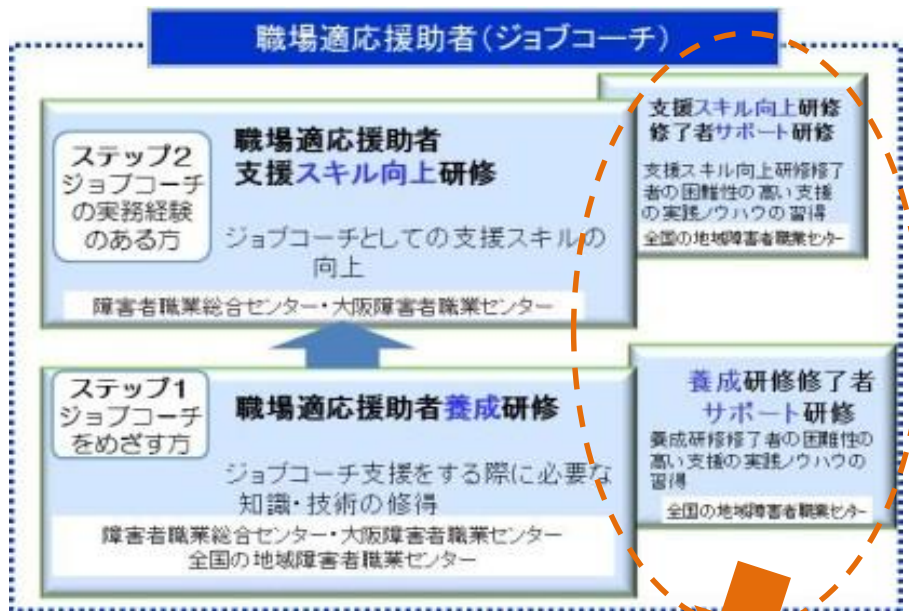 職場適応援助者(ジョブコーチ)
ステップ2
ジョブコーチ
の実務経験
のある方
職場適応援助者
支援スキル向上研修
ジョブコーチとしての支援スキルの
向上
障害者職業総合センター・大阪障害者職業センター
支援スキル向上研修
修了者サポート研修
支援スキル向上研修修了
者の困難性の高い支援
の実践ノウハウの習得
全国の地域障害者職業センター
ステップ1
ジョブコーチ
をめざす方
職場適応援助者養成研修
ジョブコーチ支援をする際に必要な
知識・技術の修得
障害者職業総合センター・大阪障害者職業センター
全国の地域障害者職業センター
養成研修修了者
サポート研修
養成研修修了者の困難性の
高い支援の実践ノウハウの
習得
全国の地域障害者職業センター